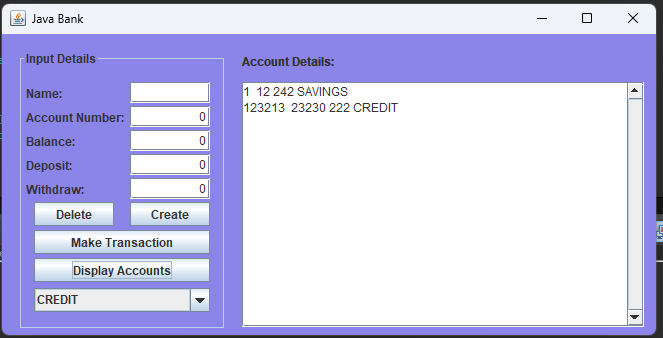 Java Bank
Input Details
Name:
Account Number: 0
Balance: 0
Deposit: 0
Withdraw: 0
Delete Create
Make Transaction
Display Accounts
CREDIT
Account Details:
1 12 242 SAVINGS
123213 23230 222 CREDIT